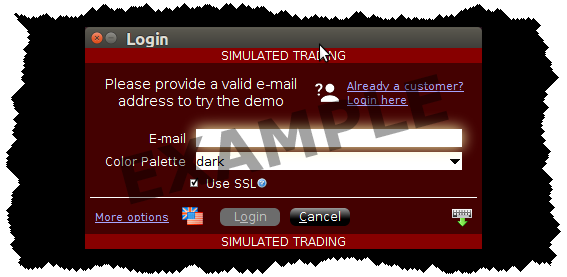 Login
SIMULATED TRADING
Please provide a valid e-mail
address to try the demo
?
Already a customer?
Login here
E-mail
Color Palette dark
Use SSL ?
More options Login Cancel
SIMULATED TRADING
EXAMPLE